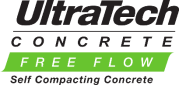 UltraTech
CONCRETE
FREE FLOW
Self Compacting Concrete